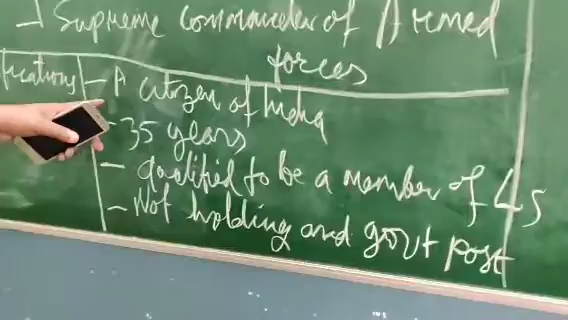 Supreme commander of Armed
forces
fications - A citizen of India
- 35 years
- qualified to be a member of LS
- Not holding and govt post